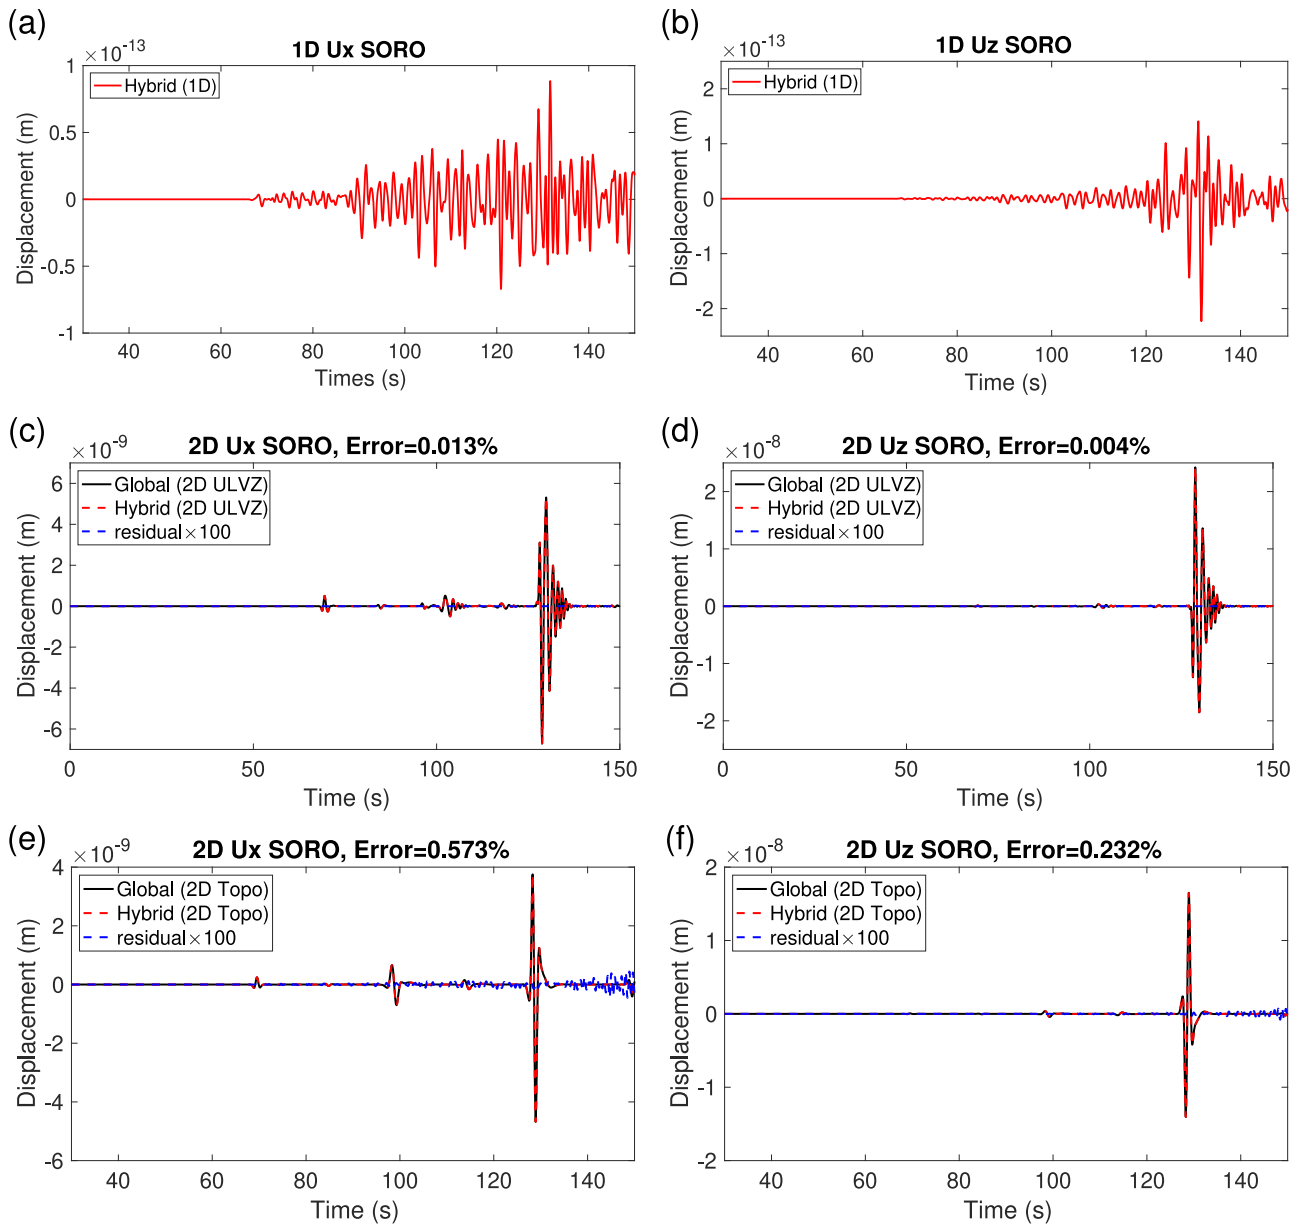 (a)
1D Ux SORO
×10^-13
Hybrid (1D)
1
0.5
0
-0.5
-1
Displacement (m)
40 60 80 100 120 140
Times (s)
(b)
1D Uz SORO
×10^-13
Hybrid (1D)
2
1
0
-1
-2
Displacement (m)
40 60 80 100 120 140
Time (s)
(c)
2D Ux SORO, Error=0.013%
×10^-9
Global (2D ULVZ)
Hybrid (2D ULVZ)
residual×100
6
4
2
0
-2
-4
-6
Displacement (m)
0 50 100 150
Time (s)
(d)
2D Uz SORO, Error=0.004%
×10^-8
Global (2D ULVZ)
Hybrid (2D ULVZ)
residual×100
2
1
0
-1
-2
Displacement (m)
0 50 100 150
Time (s)
(e)
2D Ux SORO, Error=0.573%
×10^-9
Global (2D Topo)
Hybrid (2D Topo)
residual×100
4
2
0
-2
-4
-6
Displacement (m)
40 60 80 100 120 140
Time (s)
(f)
2D Uz SORO, Error=0.232%
×10^-8
Global (2D Topo)
Hybrid (2D Topo)
residual×100
2
1
0
-1
-2
Displacement (m)
40 60 80 100 120 140
Time (s)